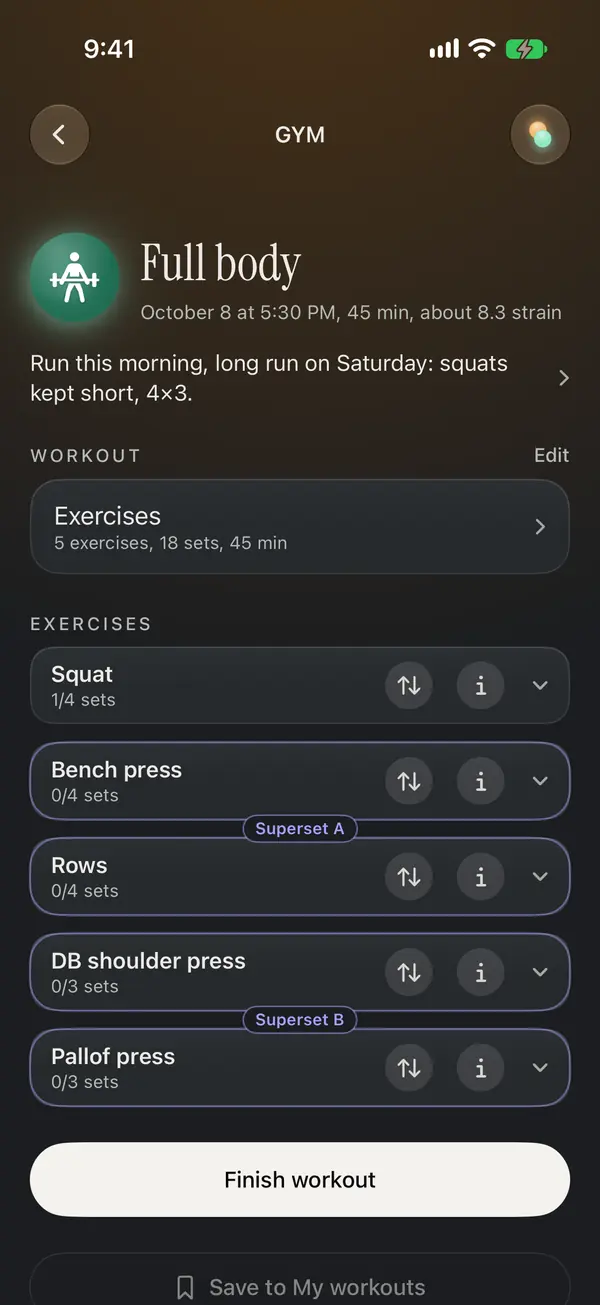 9:41
GYM
Full body
October 8 at 5:30 PM, 45 min, about 8.3 strain
Run this morning, long run on Saturday: squats
kept short, 4×3.
WORKOUT
Edit
Exercises
5 exercises, 18 sets, 45 min
EXERCISES
Squat
1/4 sets
Bench press
0/4 sets
Superset A
Rows
0/4 sets
DB shoulder press
0/3 sets
Superset B
Pallof press
0/3 sets
Finish workout
Save to My workouts